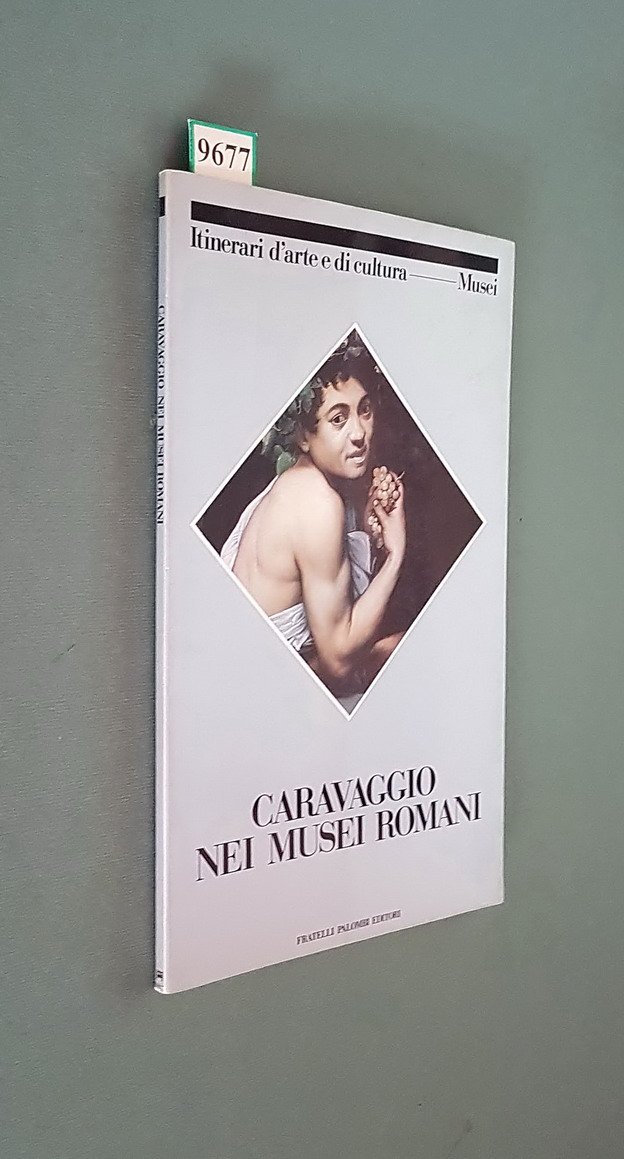 9677
Itinerari d'arte e di cultura — Musei
CARAVAGGIO NEI MUSEI ROMANI
CARAVAGGIO
NEI MUSEI ROMANI
FRATELLI PALOMBI EDITORI